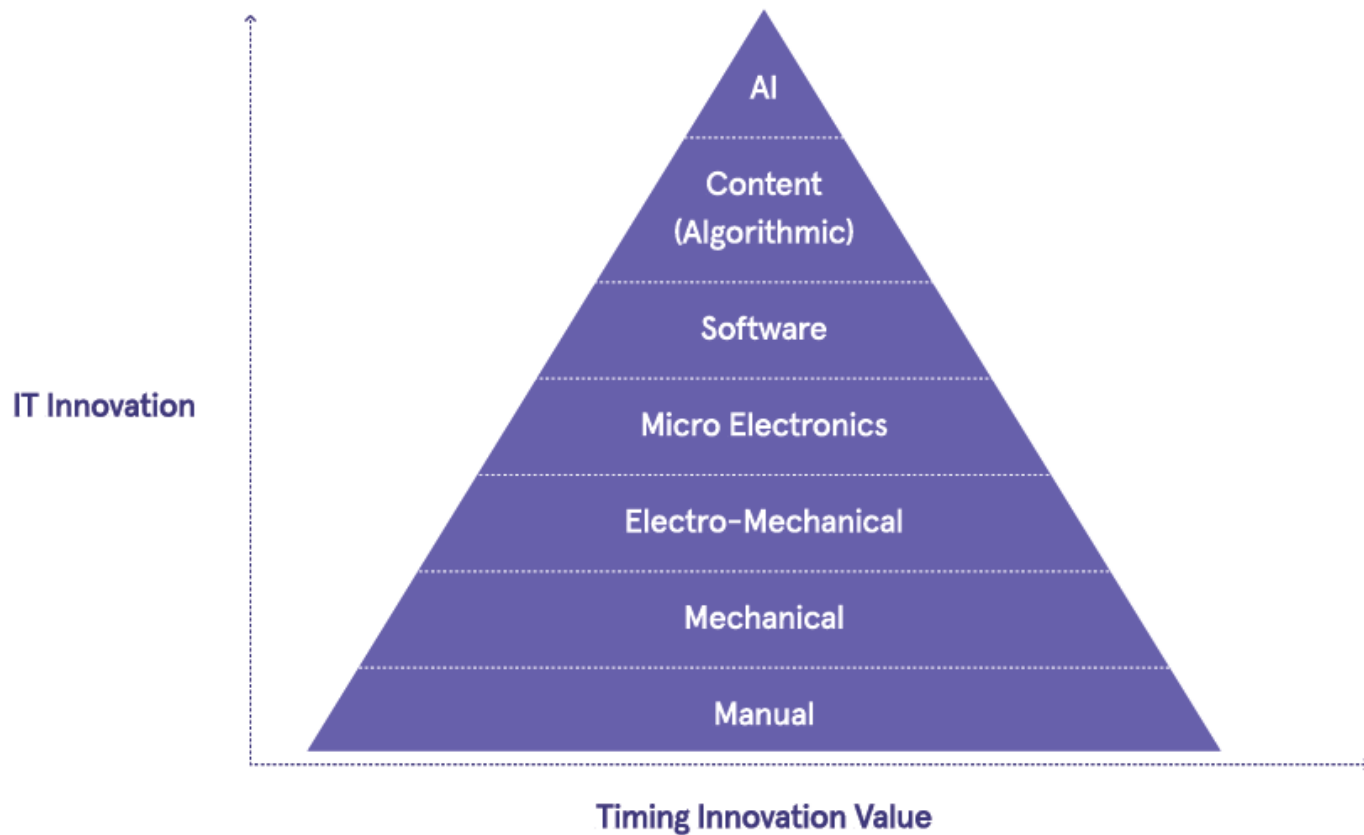 AI
Content
(Algorithmic)
Software
IT Innovation
Micro Electronics
Electro-Mechanical
Mechanical
Manual
Timing Innovation Value